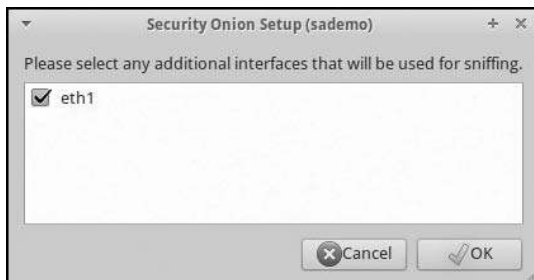 Security Onion Setup (sademo)
Please select any additional interfaces that will be used for sniffing.
eth1
Cancel
OK